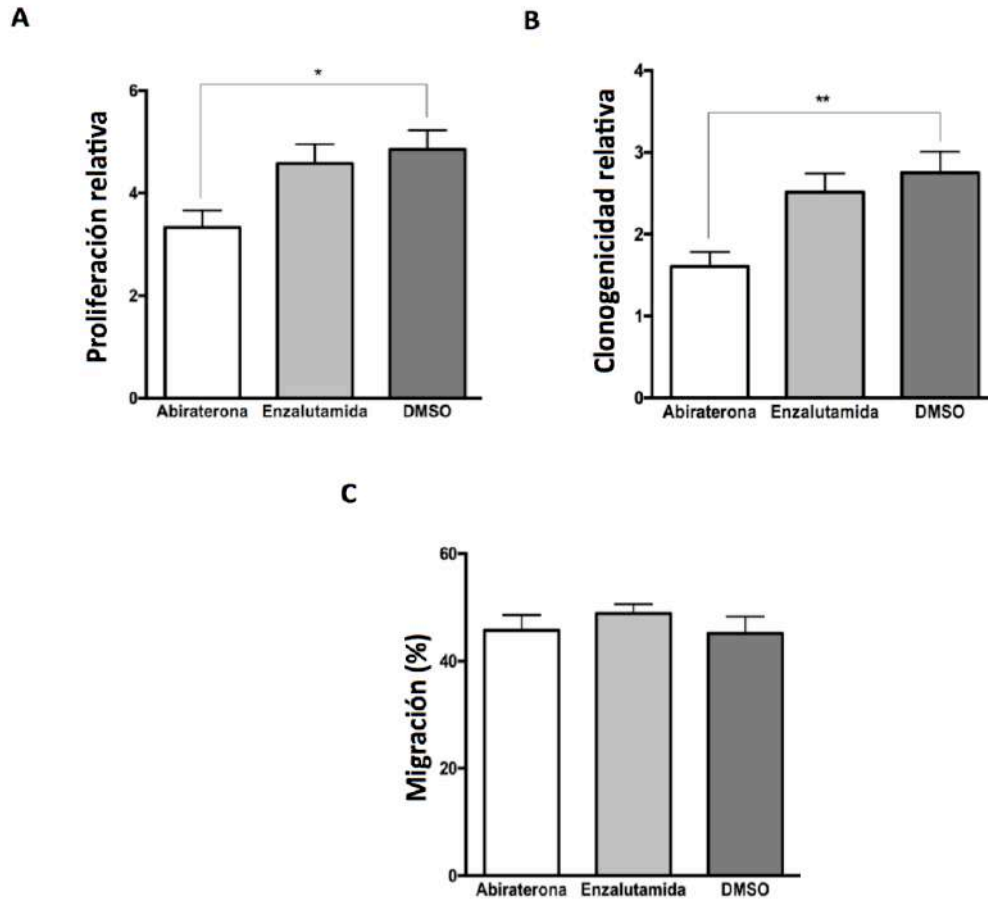 A
Proliferación relativa
6
4
2
0
*
Abiraterona Enzalutamida DMSO
B
Clonogenicidad relativa
4
3
2
1
0
**
Abiraterona Enzalutamida DMSO
C
Migración (%)
60
40
20
0
Abiraterona Enzalutamida DMSO